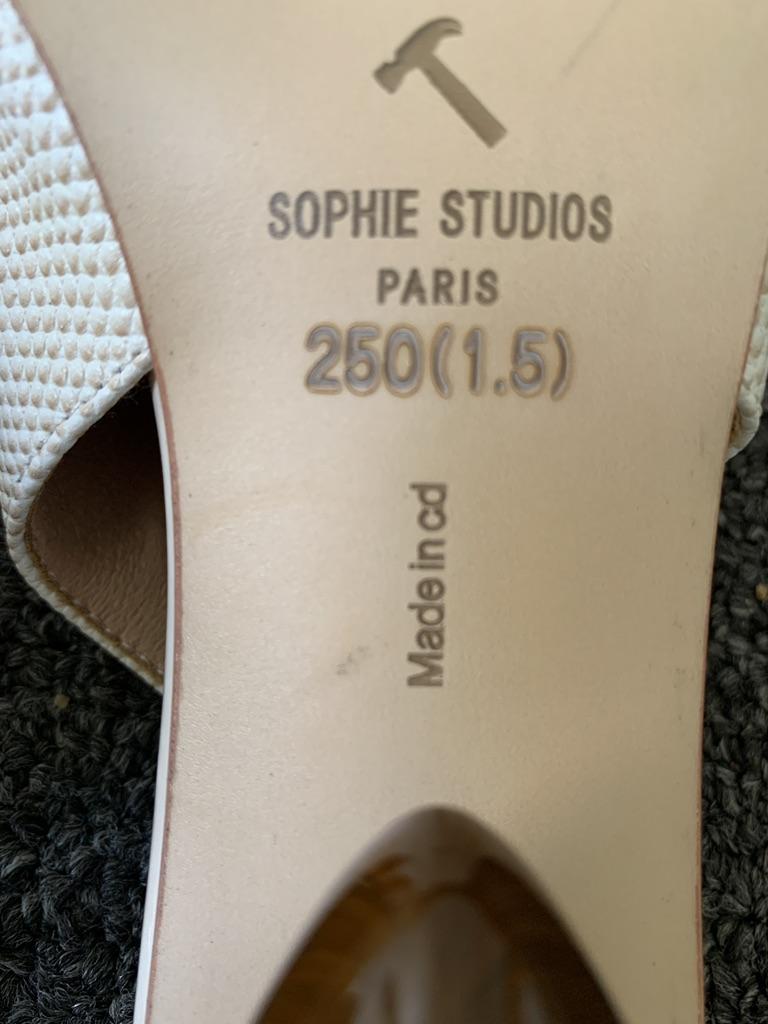 SOPHIE STUDIOS
PARIS
250(1.5)
Made in cd